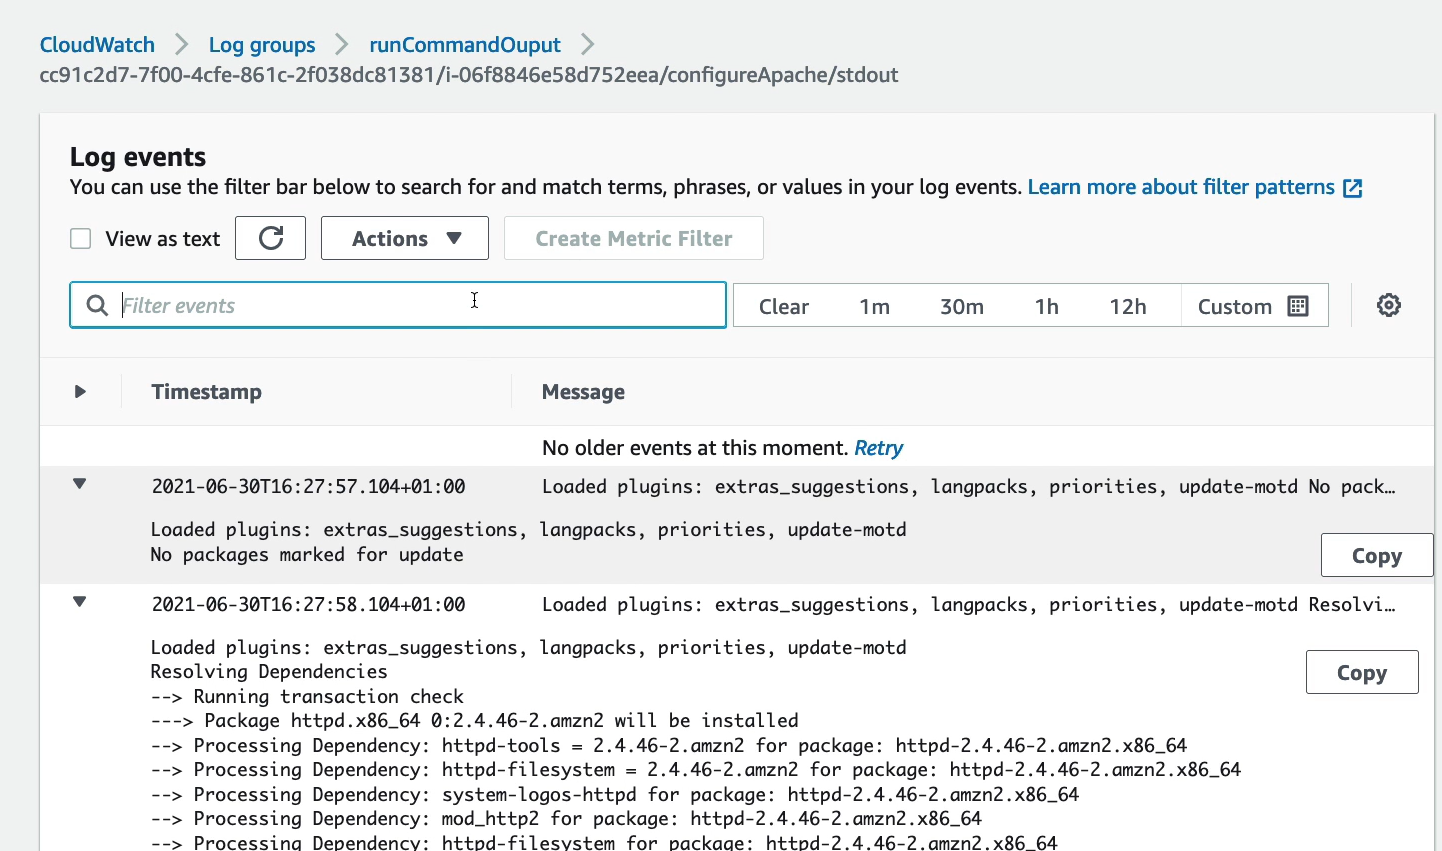 CloudWatch > Log groups > runCommandOuput >
cc91c2d7-7f00-4cfe-861c-2f038dc81381/i-06f8846e58d752eea/configureApache/stdout
Log events
You can use the filter bar below to search for and match terms, phrases, or values in your log events. Learn more about filter patterns
View as text Actions Create Metric Filter
Filter events Clear 1m 30m 1h 12h Custom
Timestamp Message
No older events at this moment. Retry
2021-06-30T16:27:57.104+01:00 Loaded plugins: extras_suggestions, langpacks, priorities, update-motd No pack…
Loaded plugins: extras_suggestions, langpacks, priorities, update-motd
No packages marked for update
Copy
2021-06-30T16:27:58.104+01:00 Loaded plugins: extras_suggestions, langpacks, priorities, update-motd Resolvi…
Loaded plugins: extras_suggestions, langpacks, priorities, update-motd
Resolving Dependencies
Copy
--> Running transaction check
---> Package httpd.x86_64 0:2.4.46-2.amzn2 will be installed
--> Processing Dependency: httpd-tools = 2.4.46-2.amzn2 for package: httpd-2.4.46-2.amzn2.x86_64
--> Processing Dependency: httpd-filesystem = 2.4.46-2.amzn2 for package: httpd-2.4.46-2.amzn2.x86_64
--> Processing Dependency: system-logos-httpd for package: httpd-2.4.46-2.amzn2.x86_64
--> Processing Dependency: mod_http2 for package: httpd-2.4.46-2.amzn2.x86_64
--> Processing Dependency: httpd-filesystem for package: httpd-2.4.46-2.amzn2.x86_64